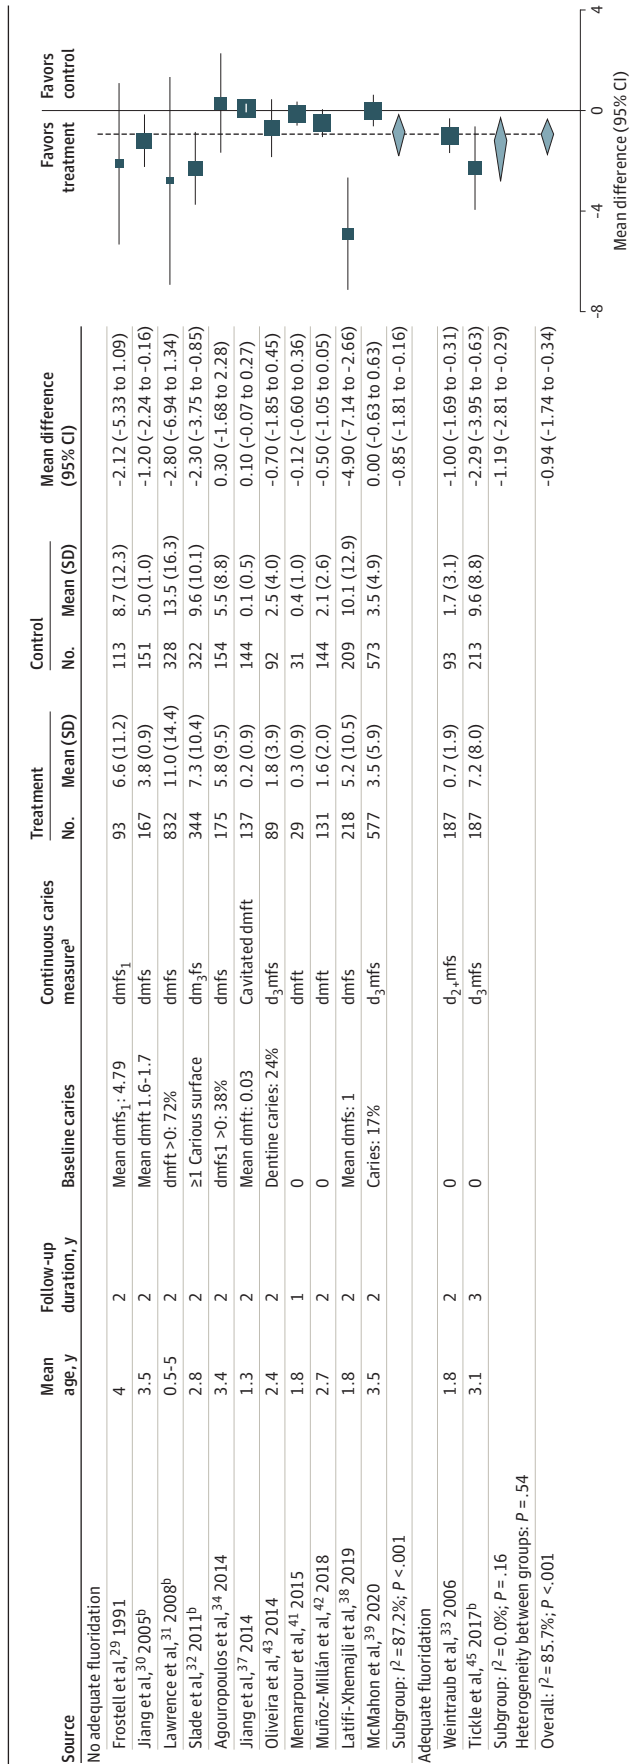 Source Mean age, y Follow-up duration, y Baseline caries Continuous caries measureᵃ Treatment No. Mean (SD) Control No. Mean (SD) Mean difference (95% CI) Favors treatment Favors control
No adequate fluoridation
Frostell et al,²⁹ 1991 4 2 Mean dmfs₁: 4.79 dmfs₁ 93 6.6 (11.2) 113 8.7 (12.3) -2.12 (-5.33 to 1.09)
Jiang et al,³⁰ 2005ᵇ 3.5 2 Mean dmft 1.6-1.7 dmfs 167 3.8 (0.9) 151 5.0 (1.0) -1.20 (-2.24 to -0.16)
Lawrence et al,³¹ 2008ᵇ 0.5-5 2 dmft >0: 72% dmfs 832 11.0 (14.4) 328 13.5 (16.3) -2.80 (-6.94 to 1.34)
Slade et al,³² 2011ᵇ 2.8 2 ≥1 Carious surface dm₃fs 344 7.3 (10.4) 322 9.6 (10.1) -2.30 (-3.75 to -0.85)
Agouropoulos et al,³⁴ 2014 3.4 2 dmfs1 >0: 38% dmfs 175 5.8 (9.5) 154 5.5 (8.8) 0.30 (-1.68 to 2.28)
Jiang et al,³⁷ 2014 1.3 2 Mean dmft: 0.03 Cavitated dmft 137 0.2 (0.9) 144 0.1 (0.5) 0.10 (-0.07 to 0.27)
Oliveira et al,⁴³ 2014 2.4 2 Dentine caries: 24% d₃mfs 89 1.8 (3.9) 92 2.5 (4.0) -0.70 (-1.85 to 0.45)
Memarpour et al,⁴¹ 2015 1.8 1 0 dmft 29 0.3 (0.9) 31 0.4 (1.0) -0.12 (-0.60 to 0.36)
Muñoz-Millán et al,⁴² 2018 2.7 2 0 dmft 131 1.6 (2.0) 144 2.1 (2.6) -0.50 (-1.05 to 0.05)
Latifi-Xhemajli et al,³⁸ 2019 1.8 2 Mean dmfs: 1 dmfs 218 5.2 (10.5) 209 10.1 (12.9) -4.90 (-7.14 to -2.66)
McMahon et al,³⁹ 2020 3.5 2 Caries: 17% d₃mfs 577 3.5 (5.9) 573 3.5 (4.9) 0.00 (-0.63 to 0.63)
Subgroup: I² = 87.2%; P <.001 -0.85 (-1.81 to -0.16)
Adequate fluoridation
Weintraub et al,³³ 2006 1.8 2 0 d₂₊mfs 187 0.7 (1.9) 93 1.7 (3.1) -1.00 (-1.69 to -0.31)
Tickle et al,⁴⁵ 2017ᵇ 3.1 3 0 d₃mfs 187 7.2 (8.0) 213 9.6 (8.8) -2.29 (-3.95 to -0.63)
Subgroup: I² = 0.0%; P = .16 -1.19 (-2.81 to -0.29)
Heterogeneity between groups: P = .54
Overall: I² = 85.7%; P <.001 -0.94 (-1.74 to -0.34)
-8 -4 0 4
Mean difference (95% CI)